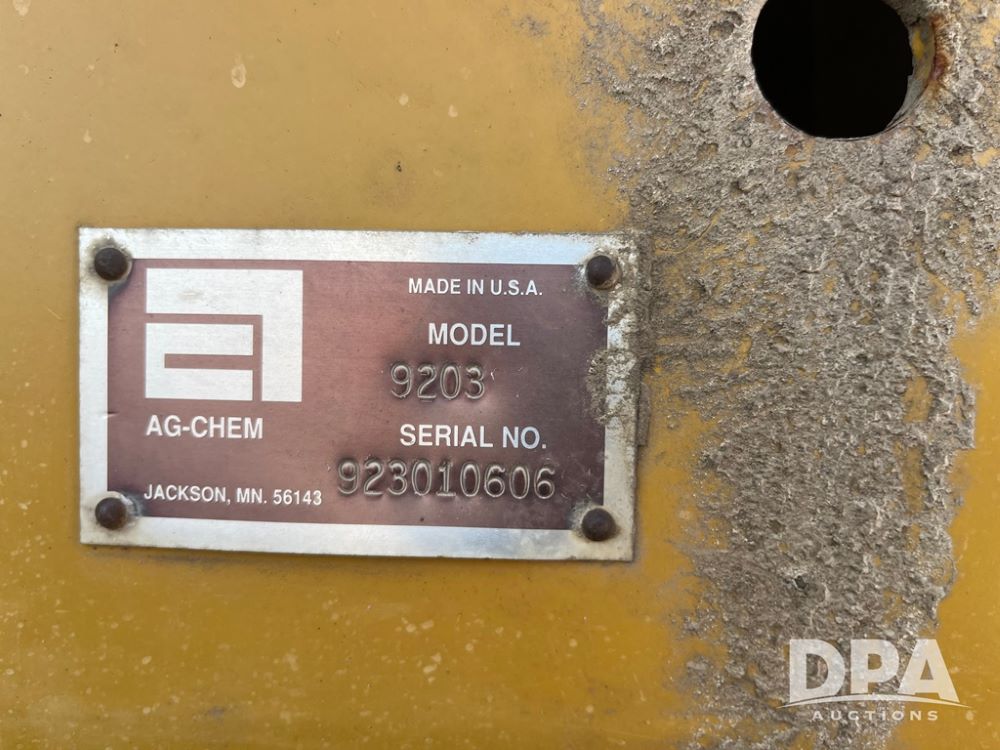 MADE IN U.S.A.
MODEL
9203
AG-CHEM
SERIAL NO.
923010606
JACKSON, MN. 56143
DPA
AUCTIONS